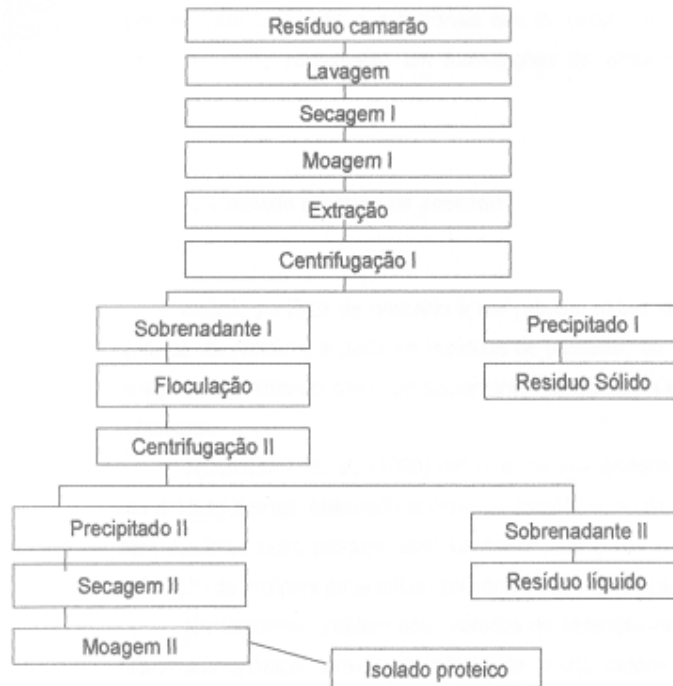 Resíduo camarão
Lavagem
Secagem I
Moagem I
Extração
Centrifugação I
Sobrenadante I
Precipitado I
Floculação
Residuo Sólido
Centrifugação II
Precipitado II
Sobrenadante II
Secagem II
Resíduo líquido
Moagem II
Isolado proteico